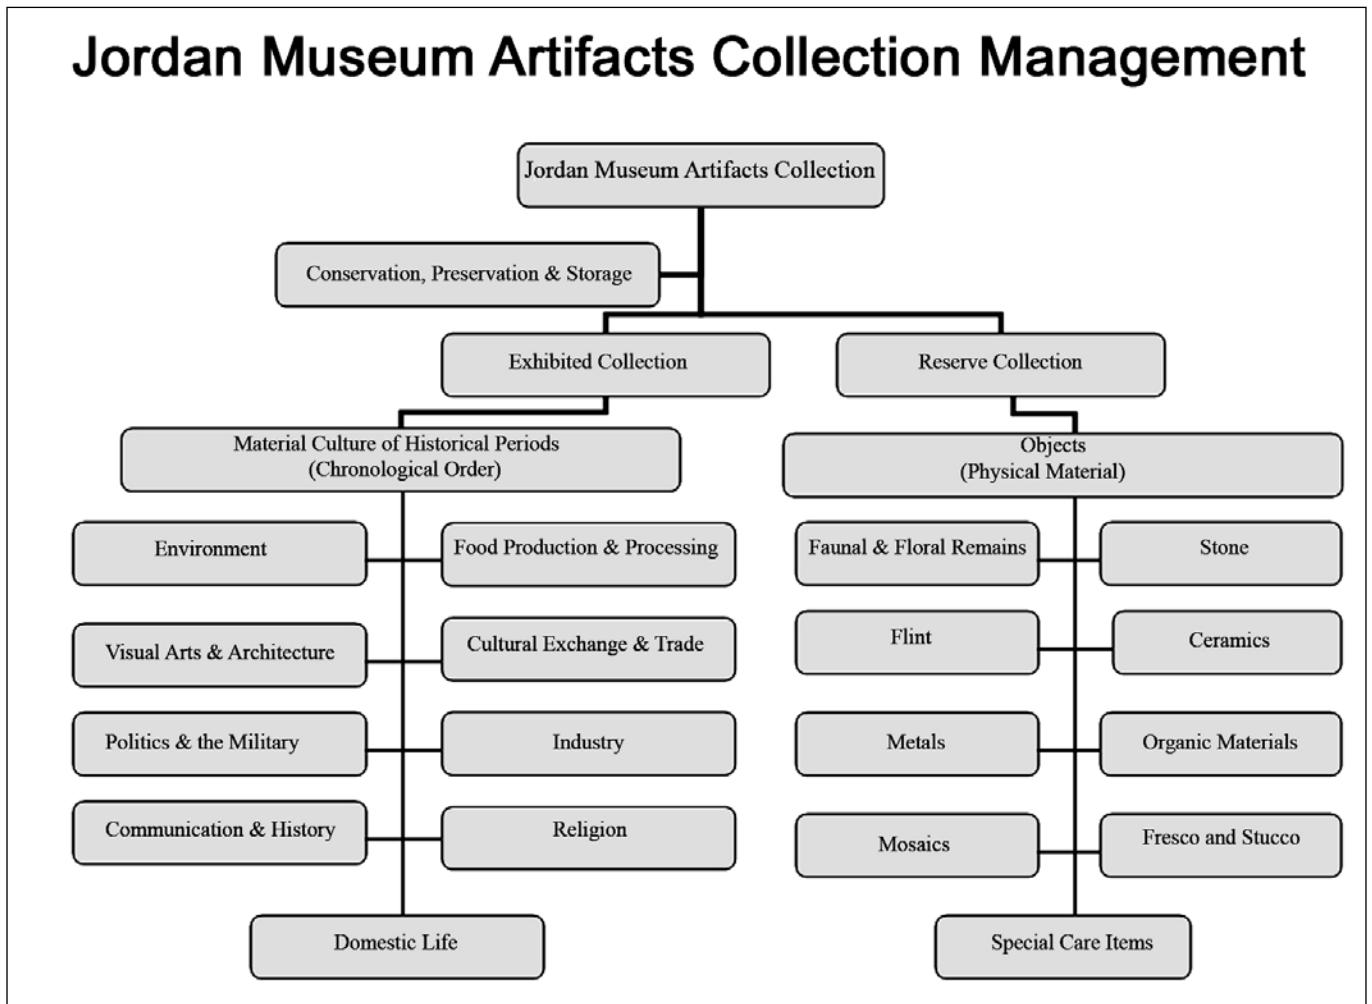 Jordan Museum Artifacts Collection Management
Jordan Museum Artifacts Collection
Conservation, Preservation & Storage
Exhibited Collection
Reserve Collection
Material Culture of Historical Periods
(Chronological Order)
Objects
(Physical Material)
Environment
Food Production & Processing
Visual Arts & Architecture
Cultural Exchange & Trade
Politics & the Military
Industry
Communication & History
Religion
Domestic Life
Faunal & Floral Remains
Stone
Flint
Ceramics
Metals
Organic Materials
Mosaics
Fresco and Stucco
Special Care Items